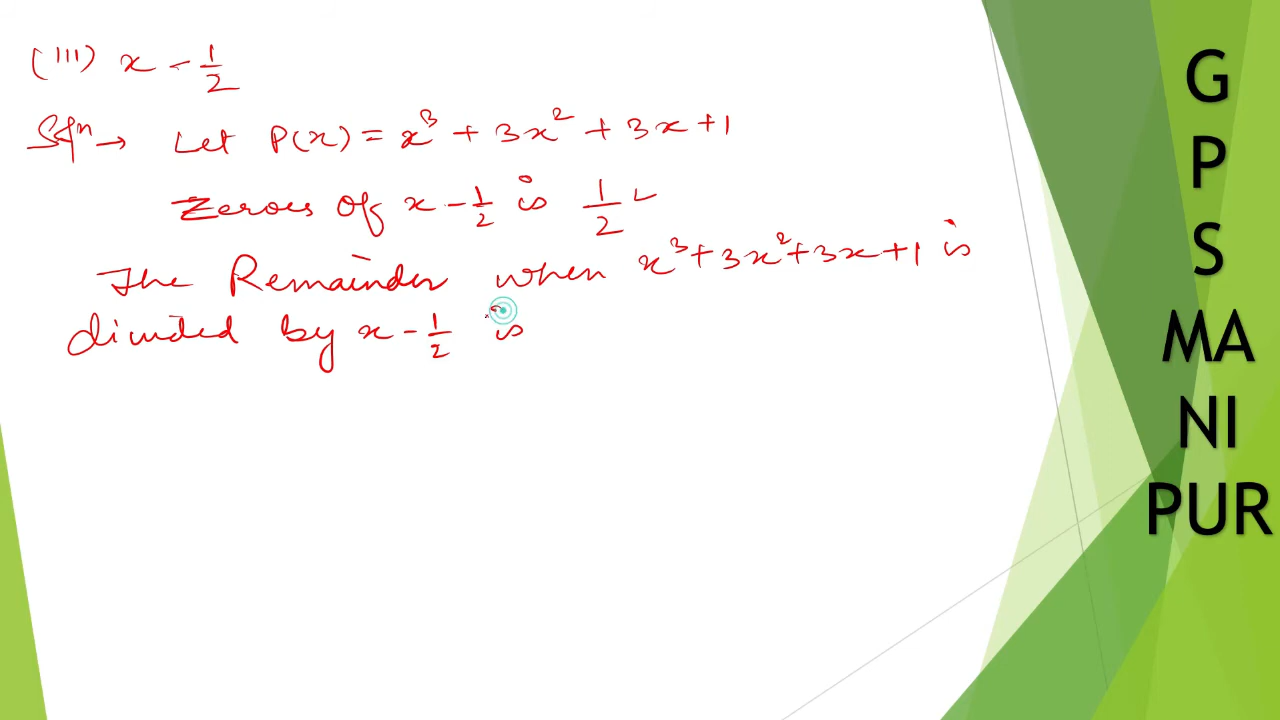 (iii) x - 1/2
Solⁿ → Let P(x) = x³ + 3x² + 3x + 1
Zeroes of x - 1/2 is 1/2
The Remainder when x³ + 3x² + 3x + 1 is
divided by x - 1/2 is
G
P
S
MA
NI
PUR